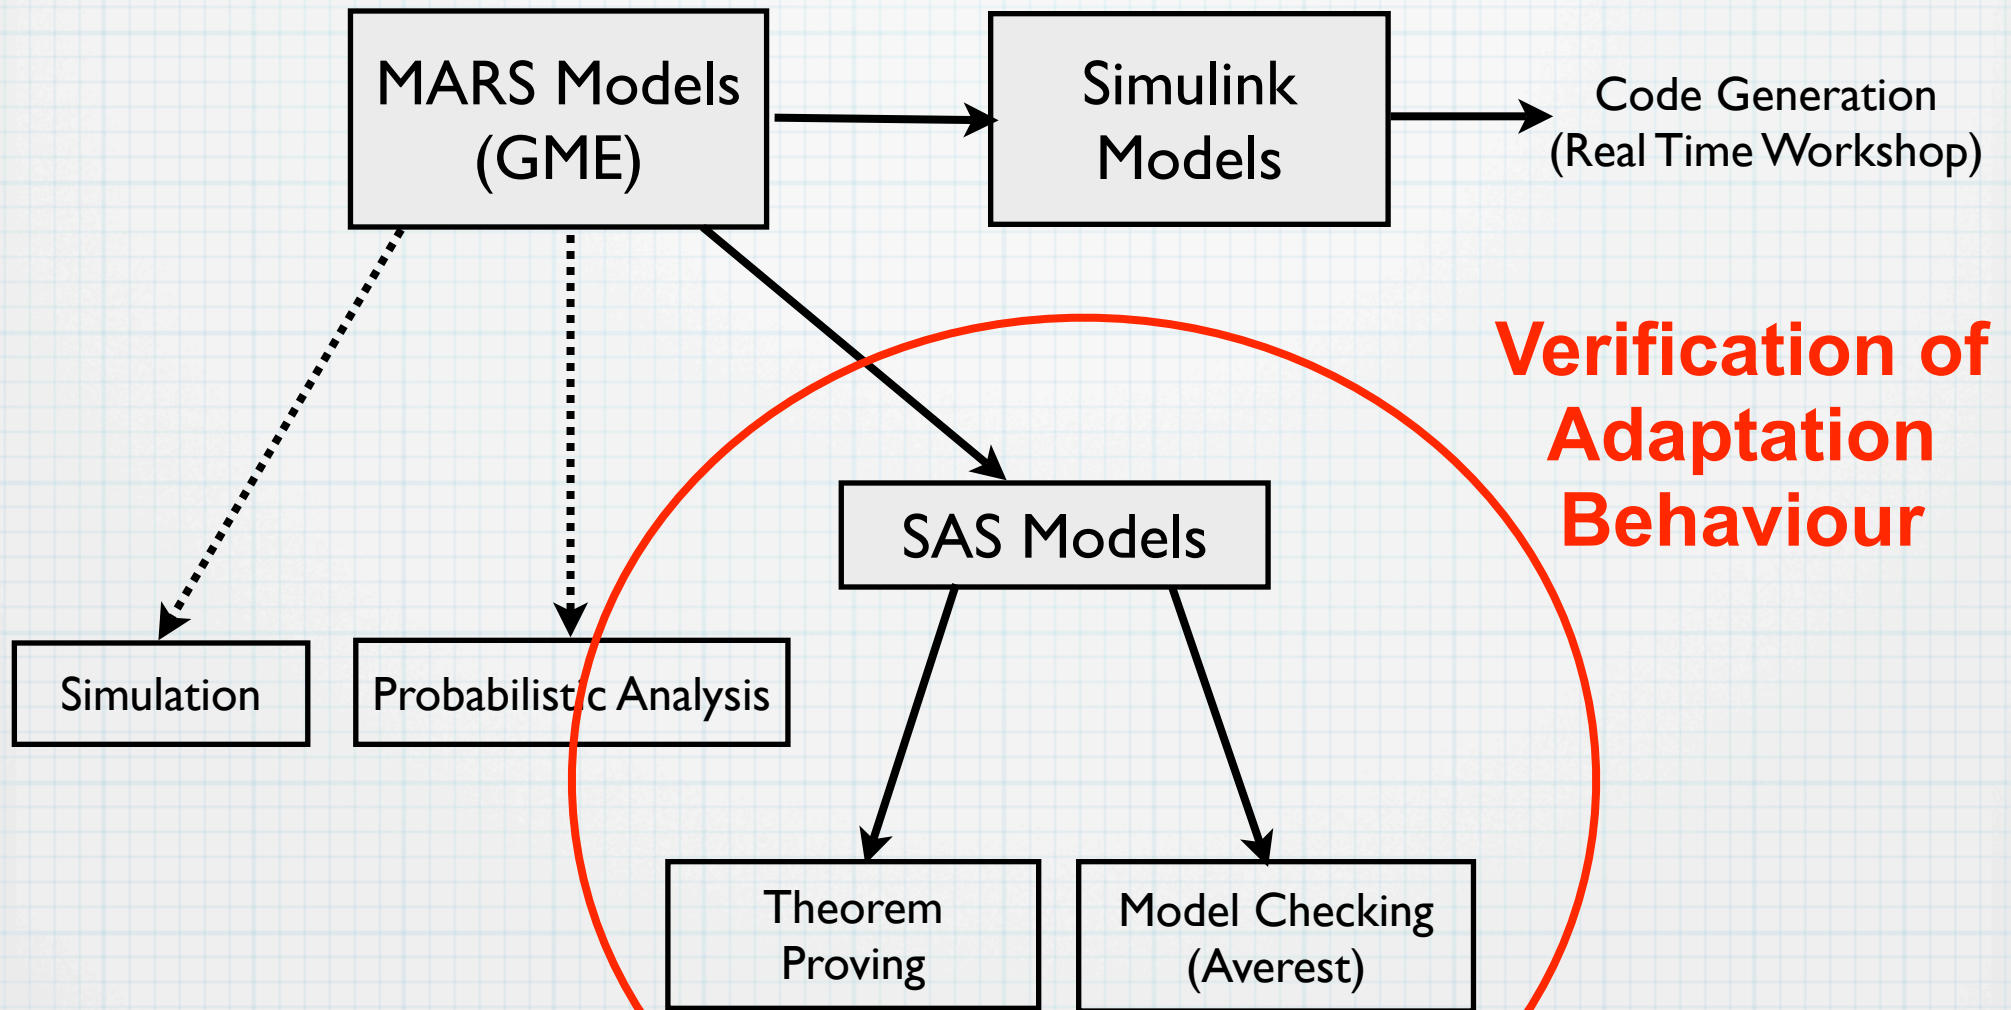 MARS Models
(GME)
Simulink
Models
Code Generation
(Real Time Workshop)
Verification of
Adaptation
Behaviour
SAS Models
Simulation
Probabilistic Analysis
Theorem
Proving
Model Checking
(Averest)